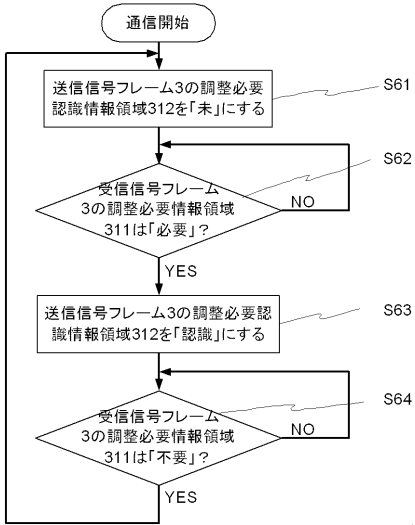 通信開始
送信信号フレーム3の調整必要
認識情報領域312を「未」にする
S61
受信信号フレーム
3の調整必要情報領域
311は「必要」?
S62
NO
YES
送信信号フレーム3の調整必要認
識情報領域312を「認識」にする
S63
受信信号フレーム
3の調整必要情報領域
311は「不要」?
S64
NO
YES